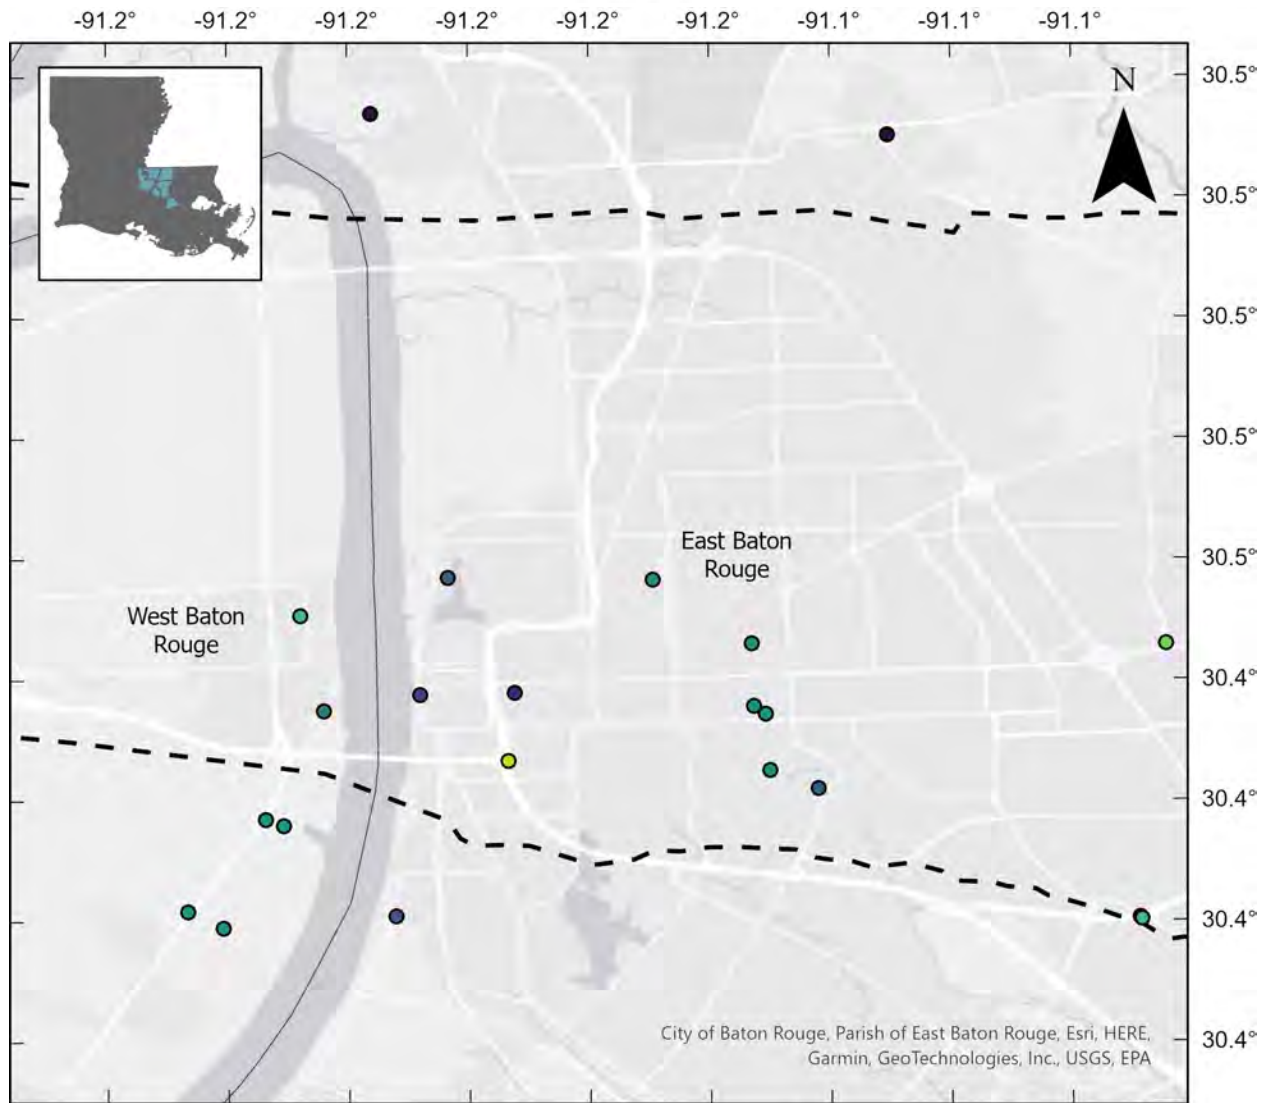 -91.2° -91.2° -91.2° -91.2° -91.2° -91.2° -91.1° -91.1° -91.1°
30.5°
N
30.5°
30.5°
30.5°
East Baton
Rouge
30.5°
West Baton
Rouge
30.4°
30.4°
30.4°
City of Baton Rouge, Parish of East Baton Rouge, Esri, HERE,
Garmin, GeoTechnologies, Inc., USGS, EPA
30.4°